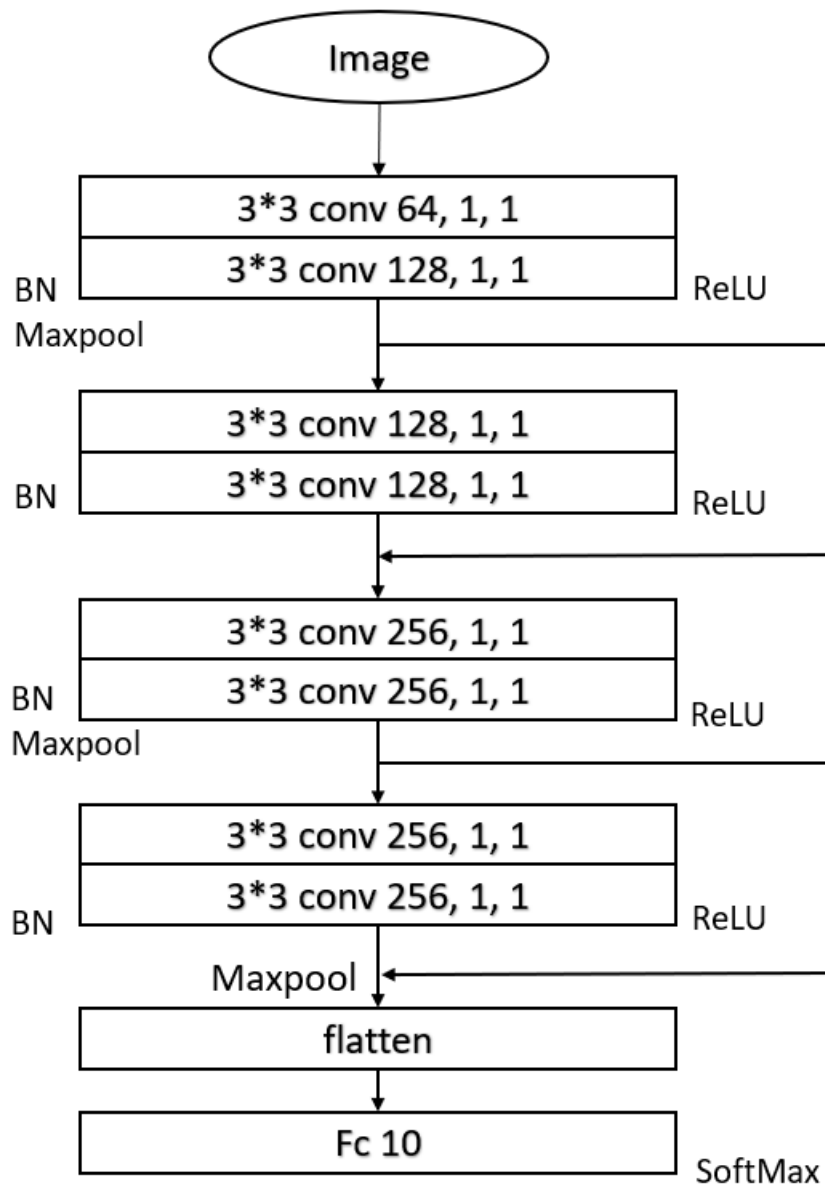 Image
3*3 conv 64, 1, 1
3*3 conv 128, 1, 1
BN
ReLU
Maxpool
3*3 conv 128, 1, 1
3*3 conv 128, 1, 1
BN
ReLU
3*3 conv 256, 1, 1
3*3 conv 256, 1, 1
BN
ReLU
Maxpool
3*3 conv 256, 1, 1
3*3 conv 256, 1, 1
BN
ReLU
Maxpool
flatten
Fc 10
SoftMax